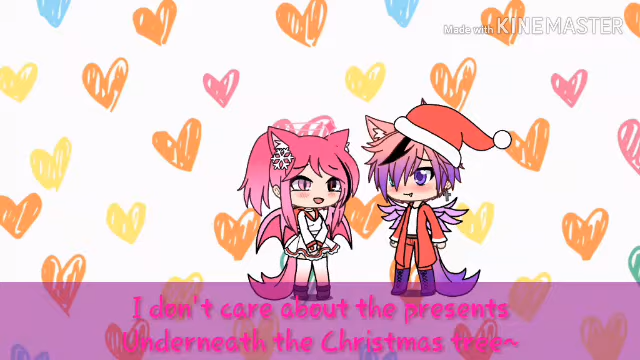 Made with KINEMASTER
I don't care about the presents
Underneath the Christmas tree~